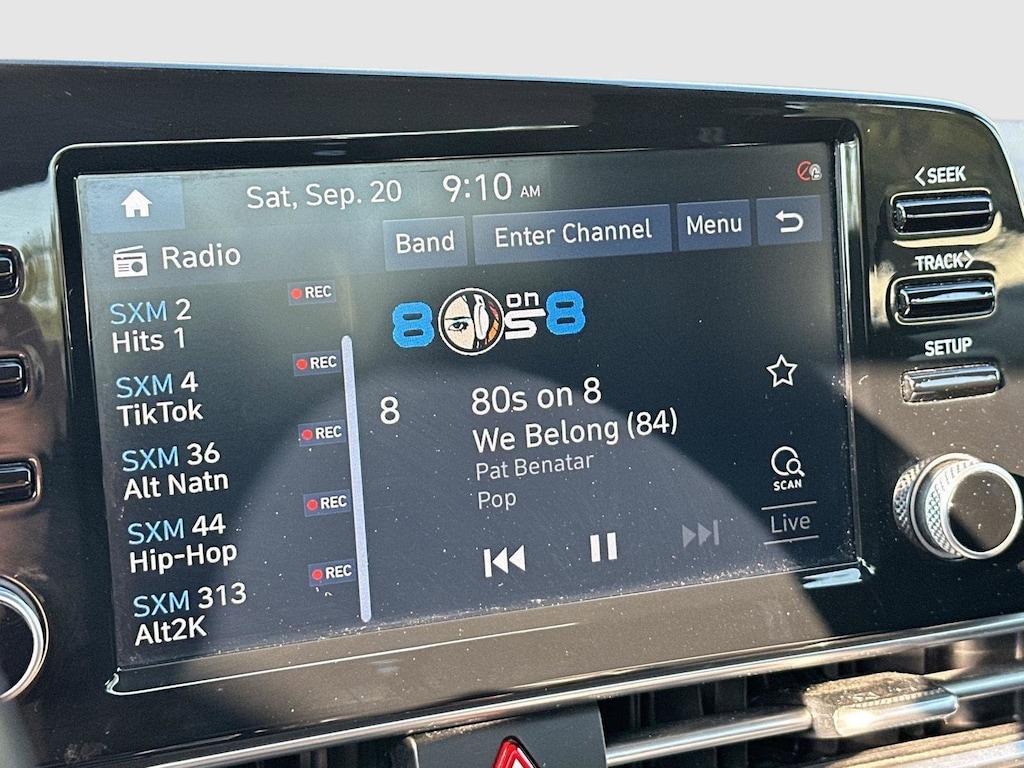 Sat, Sep. 20 9:10 AM
Radio
Band Enter Channel Menu
SXM 2 REC
Hits 1
SXM 4 REC
TikTok
SXM 36 REC
Alt Natn
SXM 44 REC
Hip-Hop
SXM 313 REC
Alt2K
80s on 8
8
80s on 8
We Belong (84)
Pat Benatar
Pop
SCAN
Live
<SEEK
TRACK>
SETUP